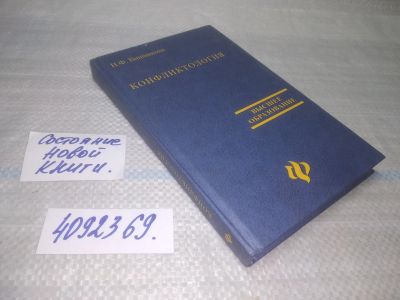 КОНФЛИКТОЛОГИЯ
ВЫСШЕЕ
ОБРАЗОВАНИЕ
Состояние
новой
книги.
4092369.